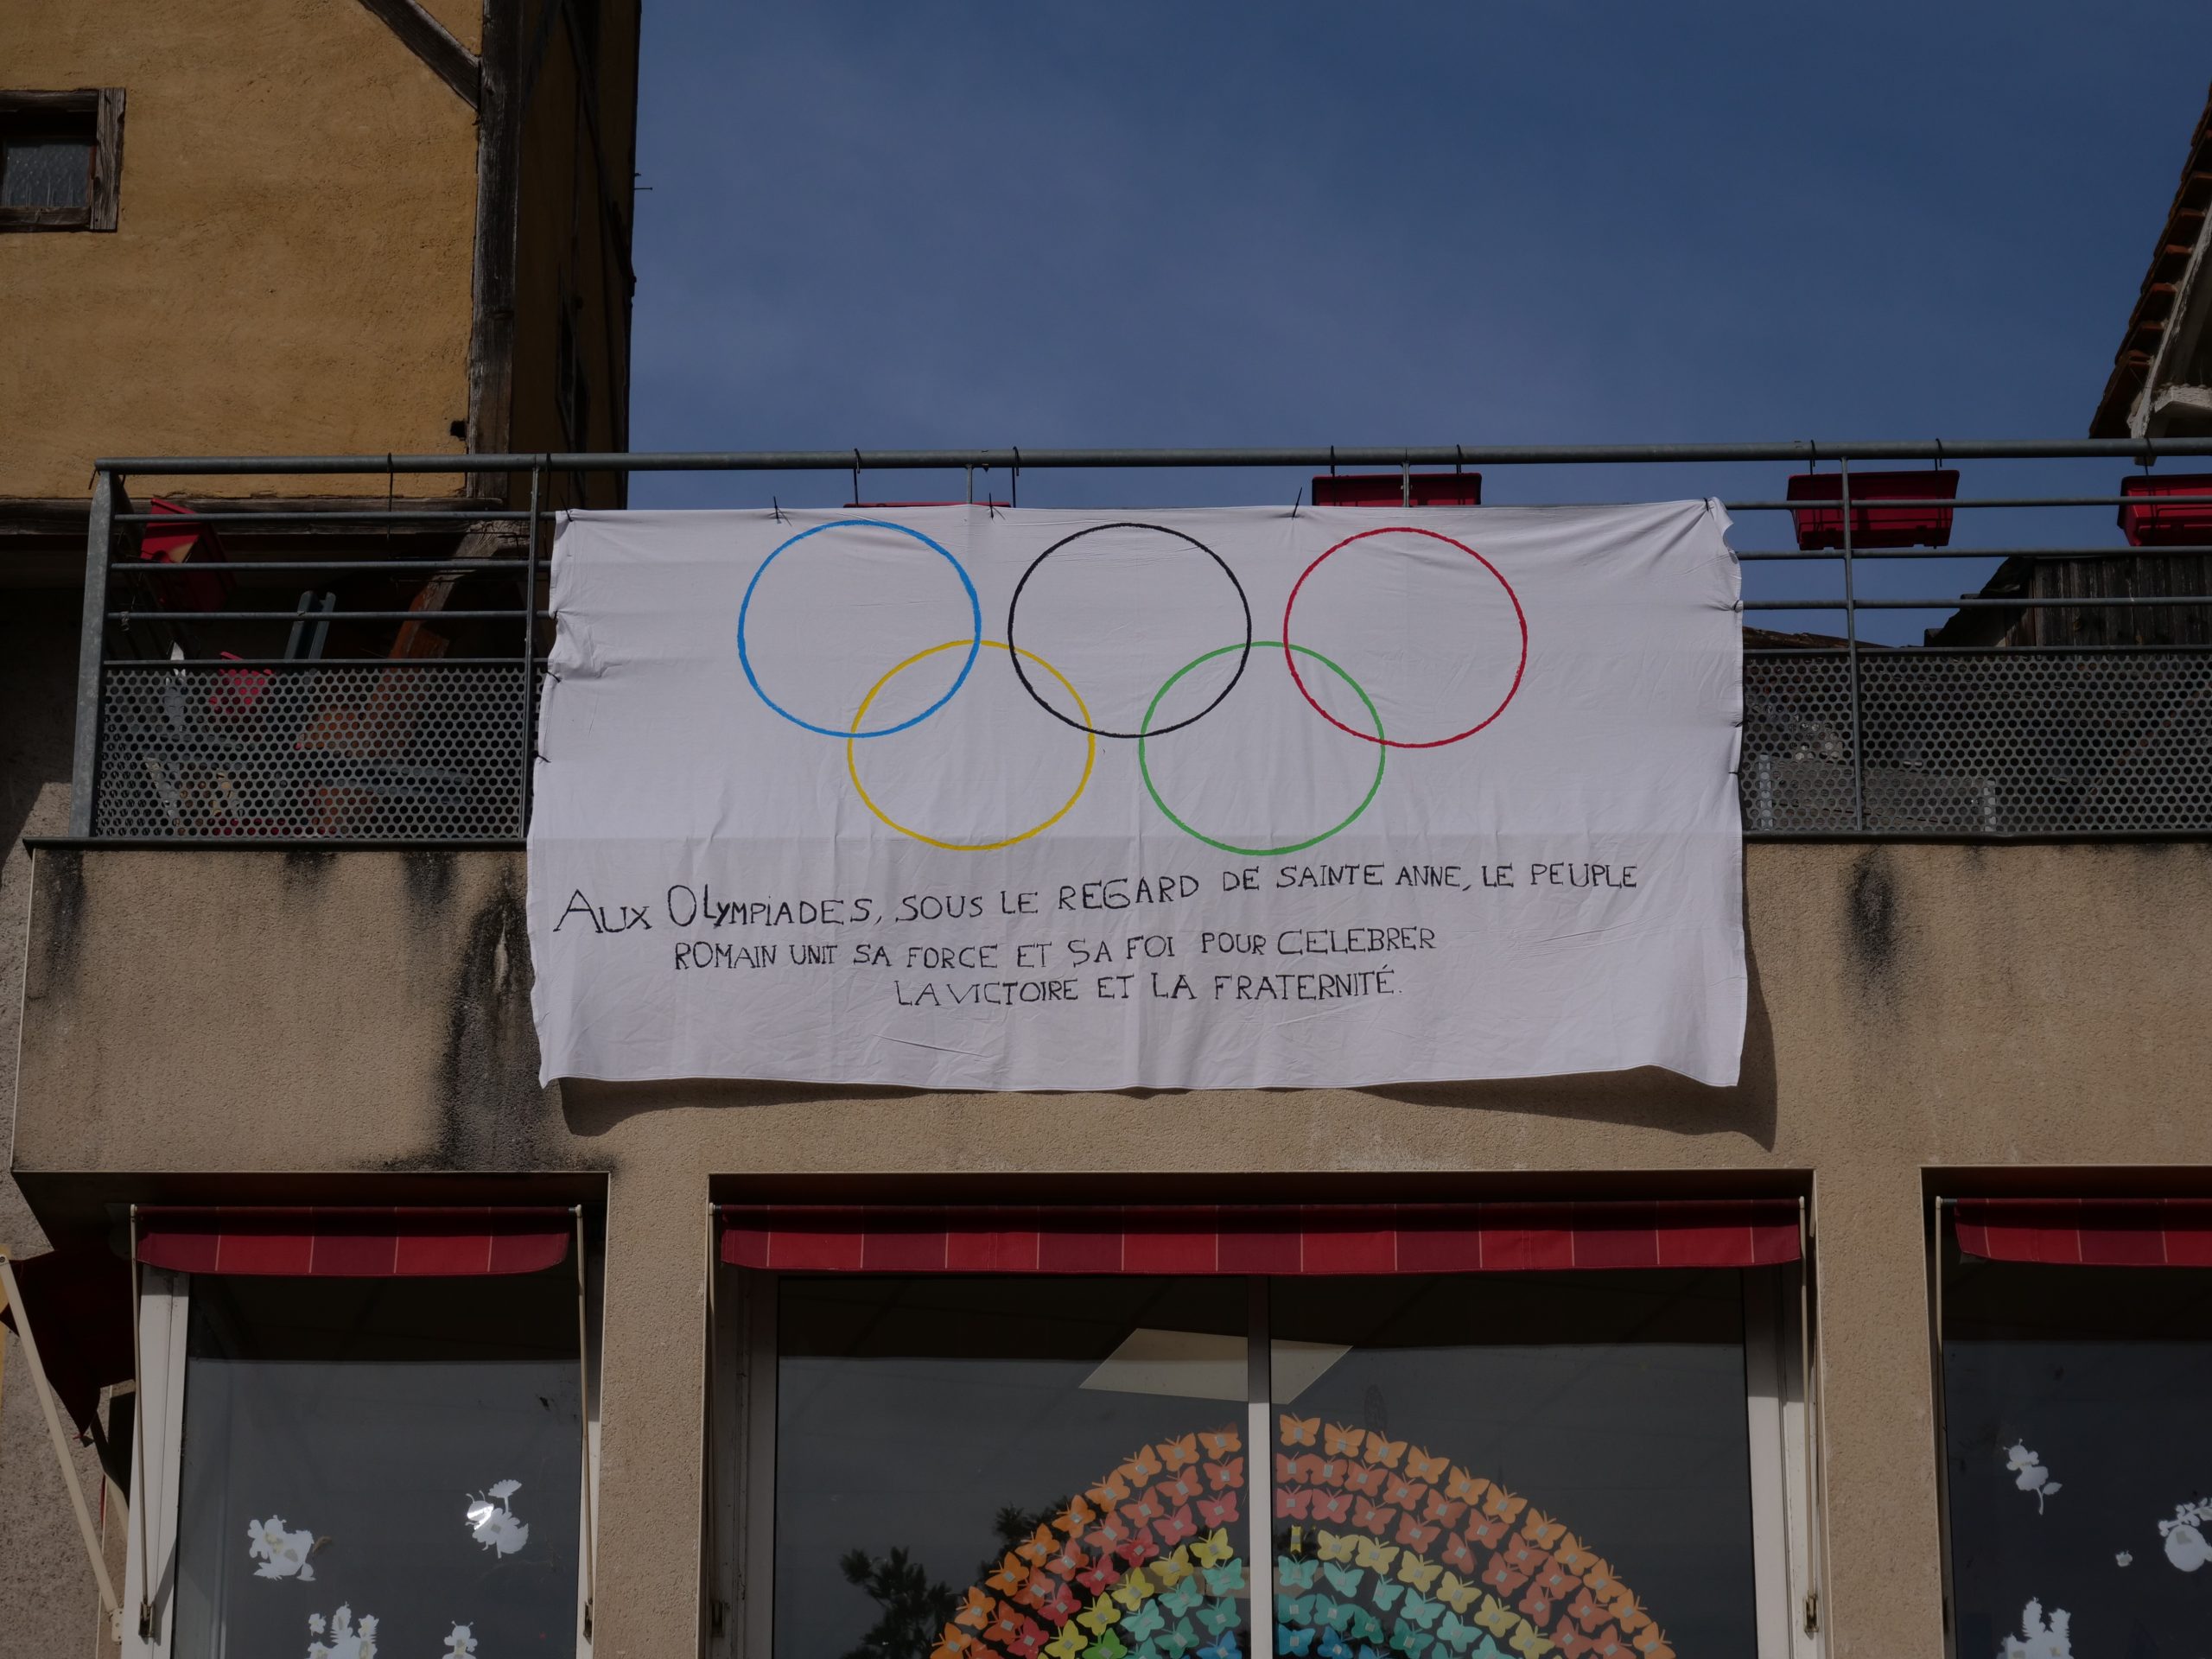 AUX OLYMPIADES, SOUS LE REGARD DE SAINTE ANNE, LE PEUPLE
ROMAIN UNIT SA FORCE ET SA FOI POUR CELEBRER
LA VICTOIRE ET LA FRATERNITÉ.